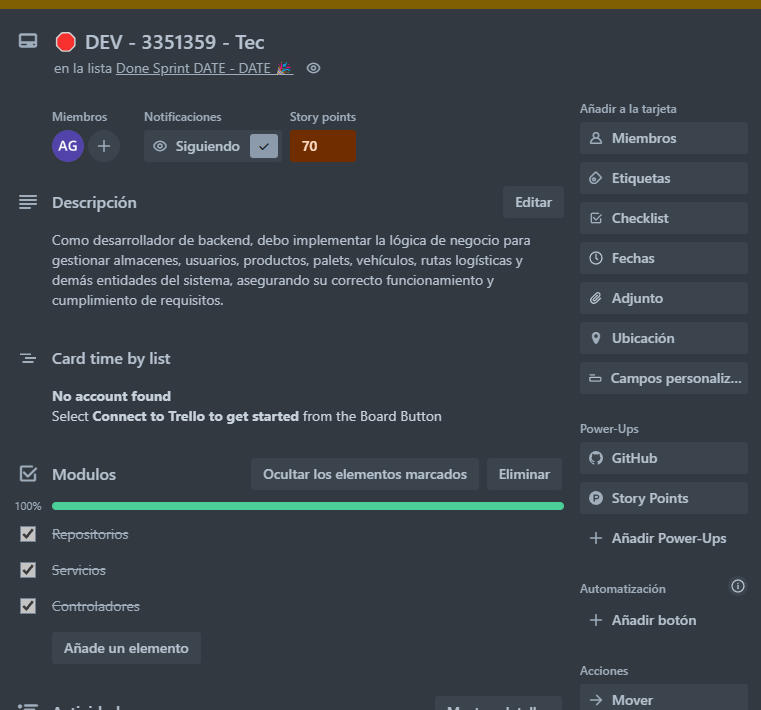 DEV - 3351359 - Tec
en la lista Done Sprint DATE - DATE 🎉
Miembros
Notificaciones
Story points
AG
Siguiendo
70
Descripción
Editar
Como desarrollador de backend, debo implementar la lógica de negocio para
gestionar almacenes, usuarios, productos, palets, vehículos, rutas logísticas y
demás entidades del sistema, asegurando su correcto funcionamiento y
cumplimiento de requisitos.
Card time by list
No account found
Select Connect to Trello to get started from the Board Button
Modulos
Ocultar los elementos marcados
Eliminar
100%
Repositorios
Servicios
Controladores
Añade un elemento
Añadir a la tarjeta
Miembros
Etiquetas
Checklist
Fechas
Adjunto
Ubicación
Campos personaliz...
Power-Ups
GitHub
Story Points
Añadir Power-Ups
Automatización
Añadir botón
Acciones
Mover